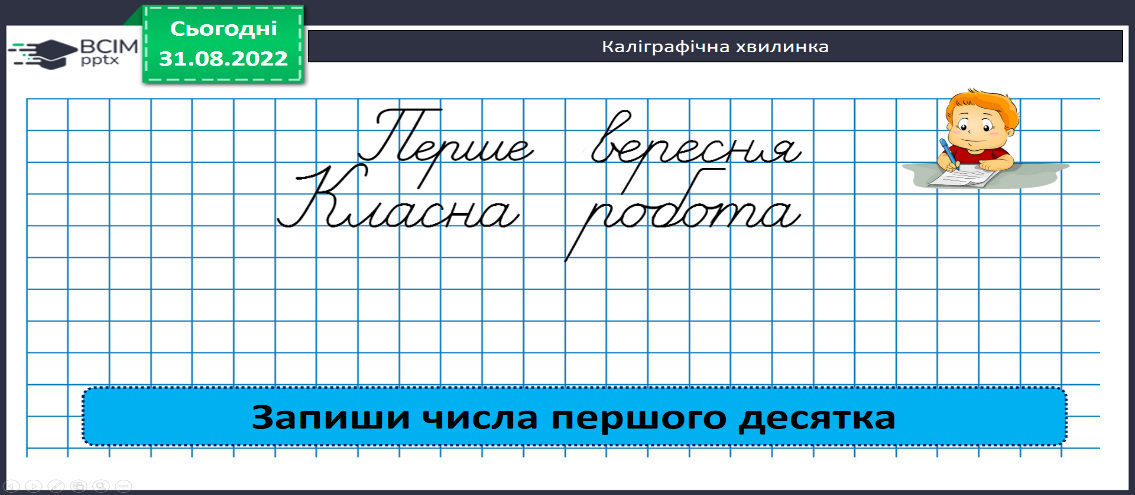 Сьогодні
31.08.2022
ВСІМ
pptx
Каліграфічна хвилинка
Перше вересня
Класна робота
Запиши числа першого десятка